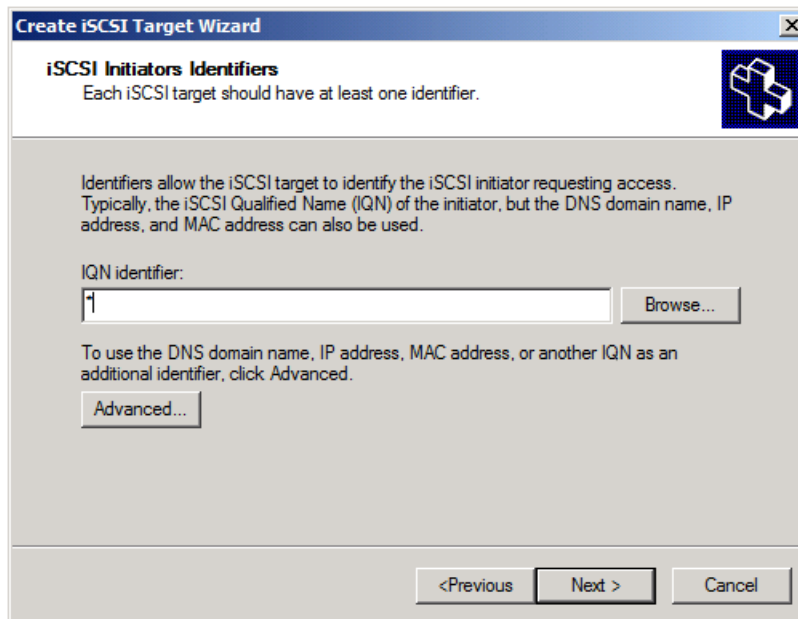 Create iSCSI Target Wizard
iSCSI Initiators Identifiers
Each iSCSI target should have at least one identifier.
Identifiers allow the iSCSI target to identify the iSCSI initiator requesting access.
Typically, the iSCSI Qualified Name (IQN) of the initiator, but the DNS domain name, IP
address, and MAC address can also be used.
IQN identifier:
*
Browse...
To use the DNS domain name, IP address, MAC address, or another IQN as an
additional identifier, click Advanced.
Advanced...
<Previous
Next >
Cancel